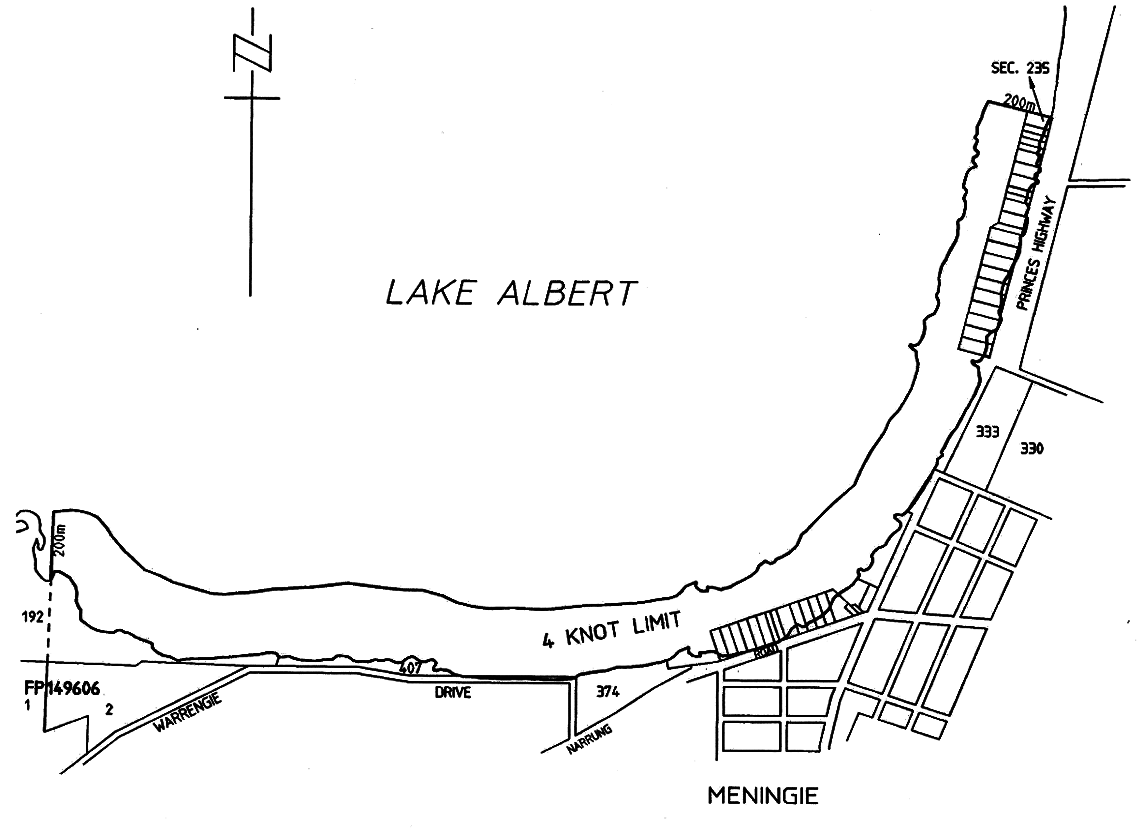 N
SEC. 235
200m
PRINCES HIGHWAY
LAKE ALBERT
333
330
200m
192
4 KNOT LIMIT
ROAD
407
FP149606
1
2
WARRENGIE
DRIVE
374
NARRUNG
MENINGIE